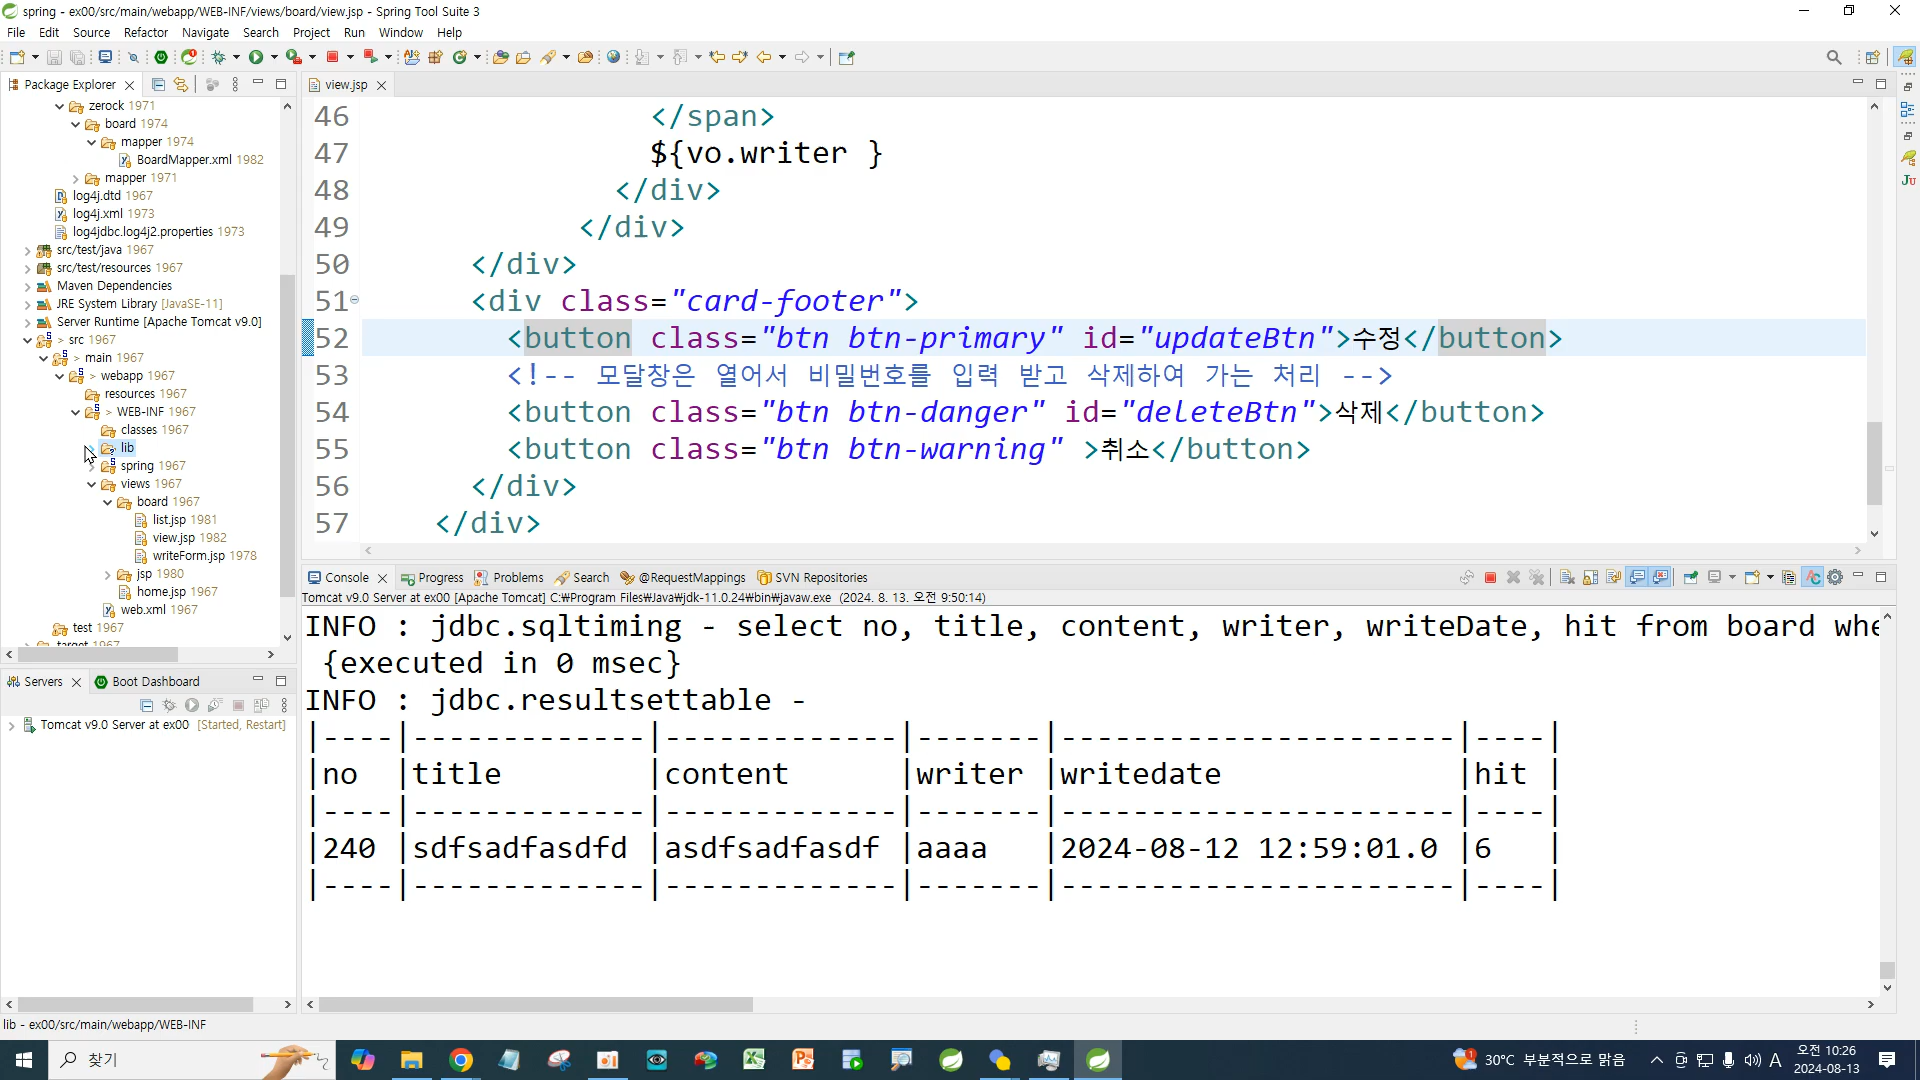 spring - ex00/src/main/webapp/WEB-INF/views/board/view.jsp - Spring Tool Suite 3
File Edit Source Refactor Navigate Search Project Run Window Help
Package Explorer
zerock 1971
board 1974
mapper 1974
BoardMapper.xml 1982
mapper 1971
log4j.dtd 1967
log4j.xml 1973
log4jdbc.log4j2.properties 1973
src/test/java 1967
src/test/resources 1967
Maven Dependencies
JRE System Library [JavaSE-11]
Server Runtime [Apache Tomcat v9.0]
> src 1967
> main 1967
> webapp 1967
resources 1967
> WEB-INF 1967
classes 1967
lib
spring 1967
views 1967
board 1967
list.jsp 1981
view.jsp 1982
writeForm.jsp 1978
jsp 1980
home.jsp 1967
web.xml 1967
test 1967
target 1967
Servers
Boot Dashboard
Tomcat v9.0 Server at ex00 [Started, Restart]
view.jsp
46 </span>
47 ${vo.writer }
48 </div>
49 </div>
50 </div>
51 <div class="card-footer">
52 <button class="btn btn-primary" id="updateBtn">수정</button>
53 <!-- 모달창은 열어서 비밀번호를 입력 받고 삭제하여 가는 처리 -->
54 <button class="btn btn-danger" id="deleteBtn">삭제</button>
55 <button class="btn btn-warning" >취소</button>
56 </div>
57 </div>
Console Progress Problems Search @RequestMappings SVN Repositories
Tomcat v9.0 Server at ex00 [Apache Tomcat] C:₩Program Files₩Java₩jdk-11.0.24₩bin₩javaw.exe (2024. 8. 13. 오전 9:50:14)
INFO : jdbc.sqltiming - select no, title, content, writer, writeDate, hit from board whe
{executed in 0 msec}
INFO : jdbc.resultsettable -
|----|-------------|-------------|-------|----------------------|----|
|no |title |content |writer |writedate |hit |
|----|-------------|-------------|-------|----------------------|----|
|240 |sdfsadfasdfd |asdfsadfasdf |aaaa |2024-08-12 12:59:01.0 |6 |
|----|-------------|-------------|-------|----------------------|----|
lib - ex00/src/main/webapp/WEB-INF
찾기
30°C 부분적으로 맑음
A
오전 10:26
2024-08-13